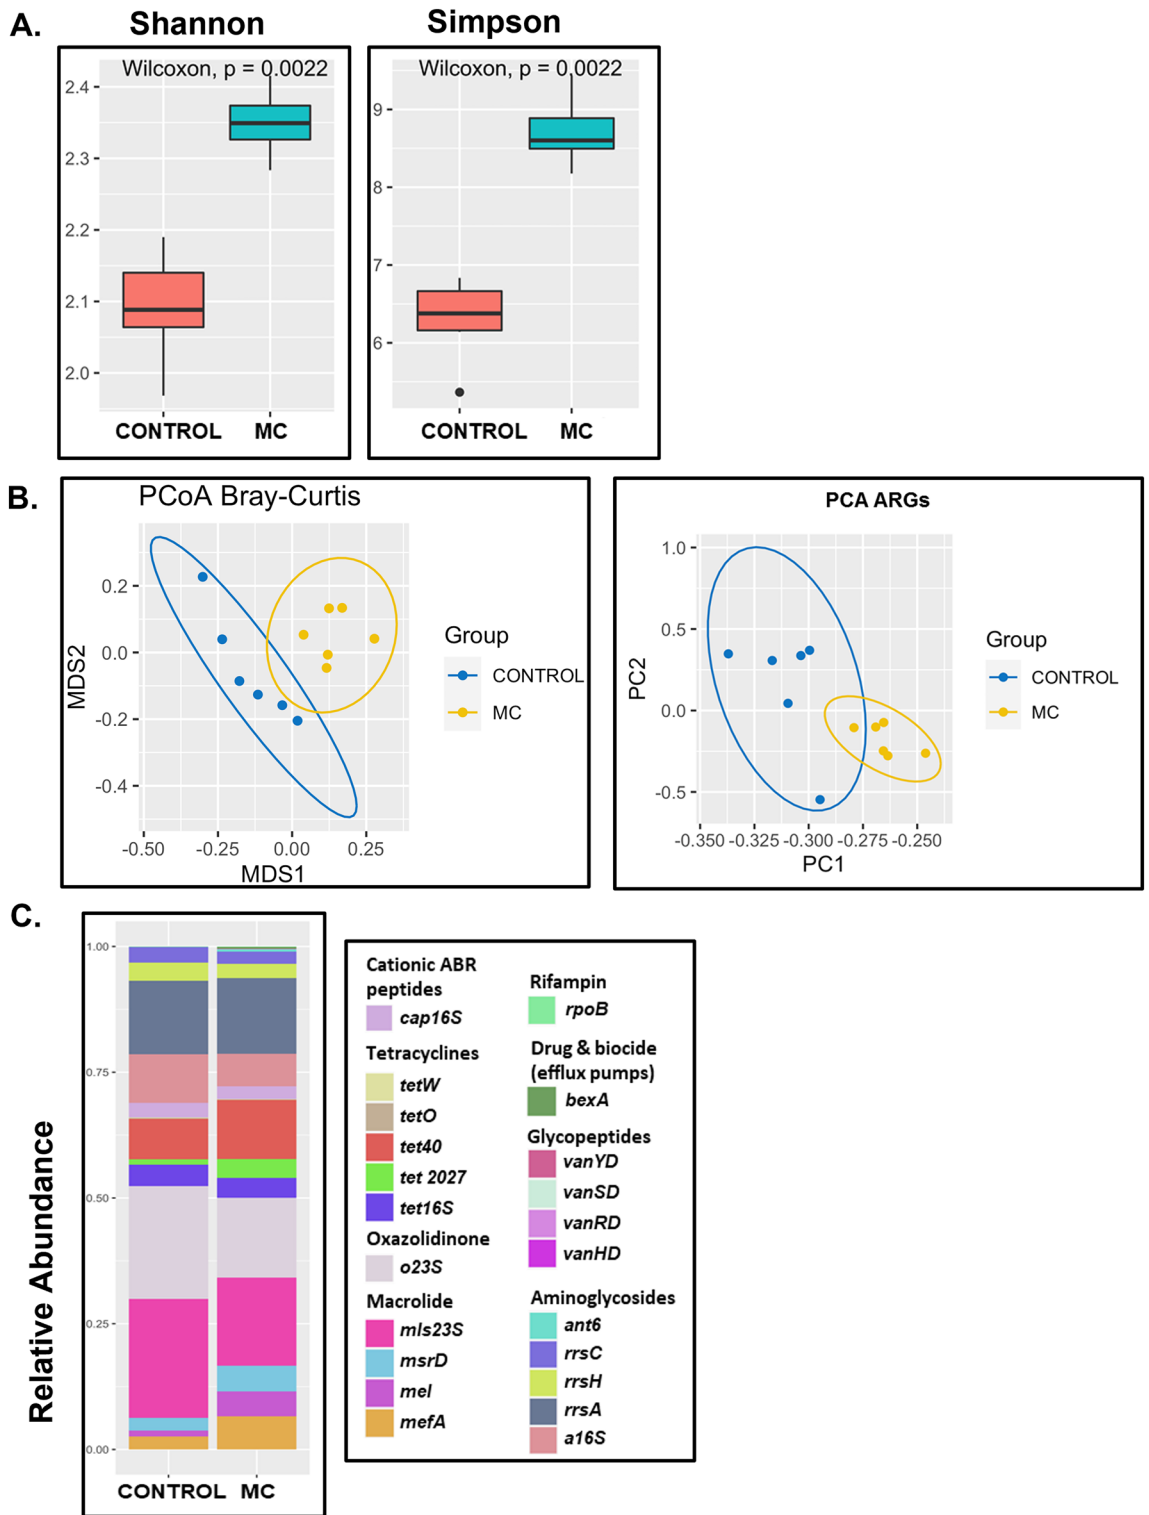 A.
Shannon
Simpson
Wilcoxon, p = 0.0022
2.4
2.3
2.2
2.1
2.0
CONTROL MC
Wilcoxon, p = 0.0022
9
8
7
6
CONTROL MC
B.
PCoA Bray-Curtis
MDS2
0.2
0.0
-0.2
-0.4
-0.50 -0.25 0.00 0.25
MDS1
Group
CONTROL
MC
PCA ARGs
PC2
1.0
0.5
0.0
-0.5
-0.350 -0.325 -0.300 -0.275 -0.250
PC1
Group
CONTROL
MC
C.
Relative Abundance
1.00
0.75
0.50
0.25
0.00
CONTROL MC
Cationic ABR
peptides
cap16S
Tetracyclines
tetW
tetO
tet40
tet 2027
tet16S
Oxazolidinone
o23S
Macrolide
mls23S
msrD
mel
mefA
Rifampin
rpoB
Drug & biocide
(efflux pumps)
bexA
Glycopeptides
vanYD
vanSD
vanRD
vanHD
Aminoglycosides
ant6
rrsC
rrsH
rrsA
a16S